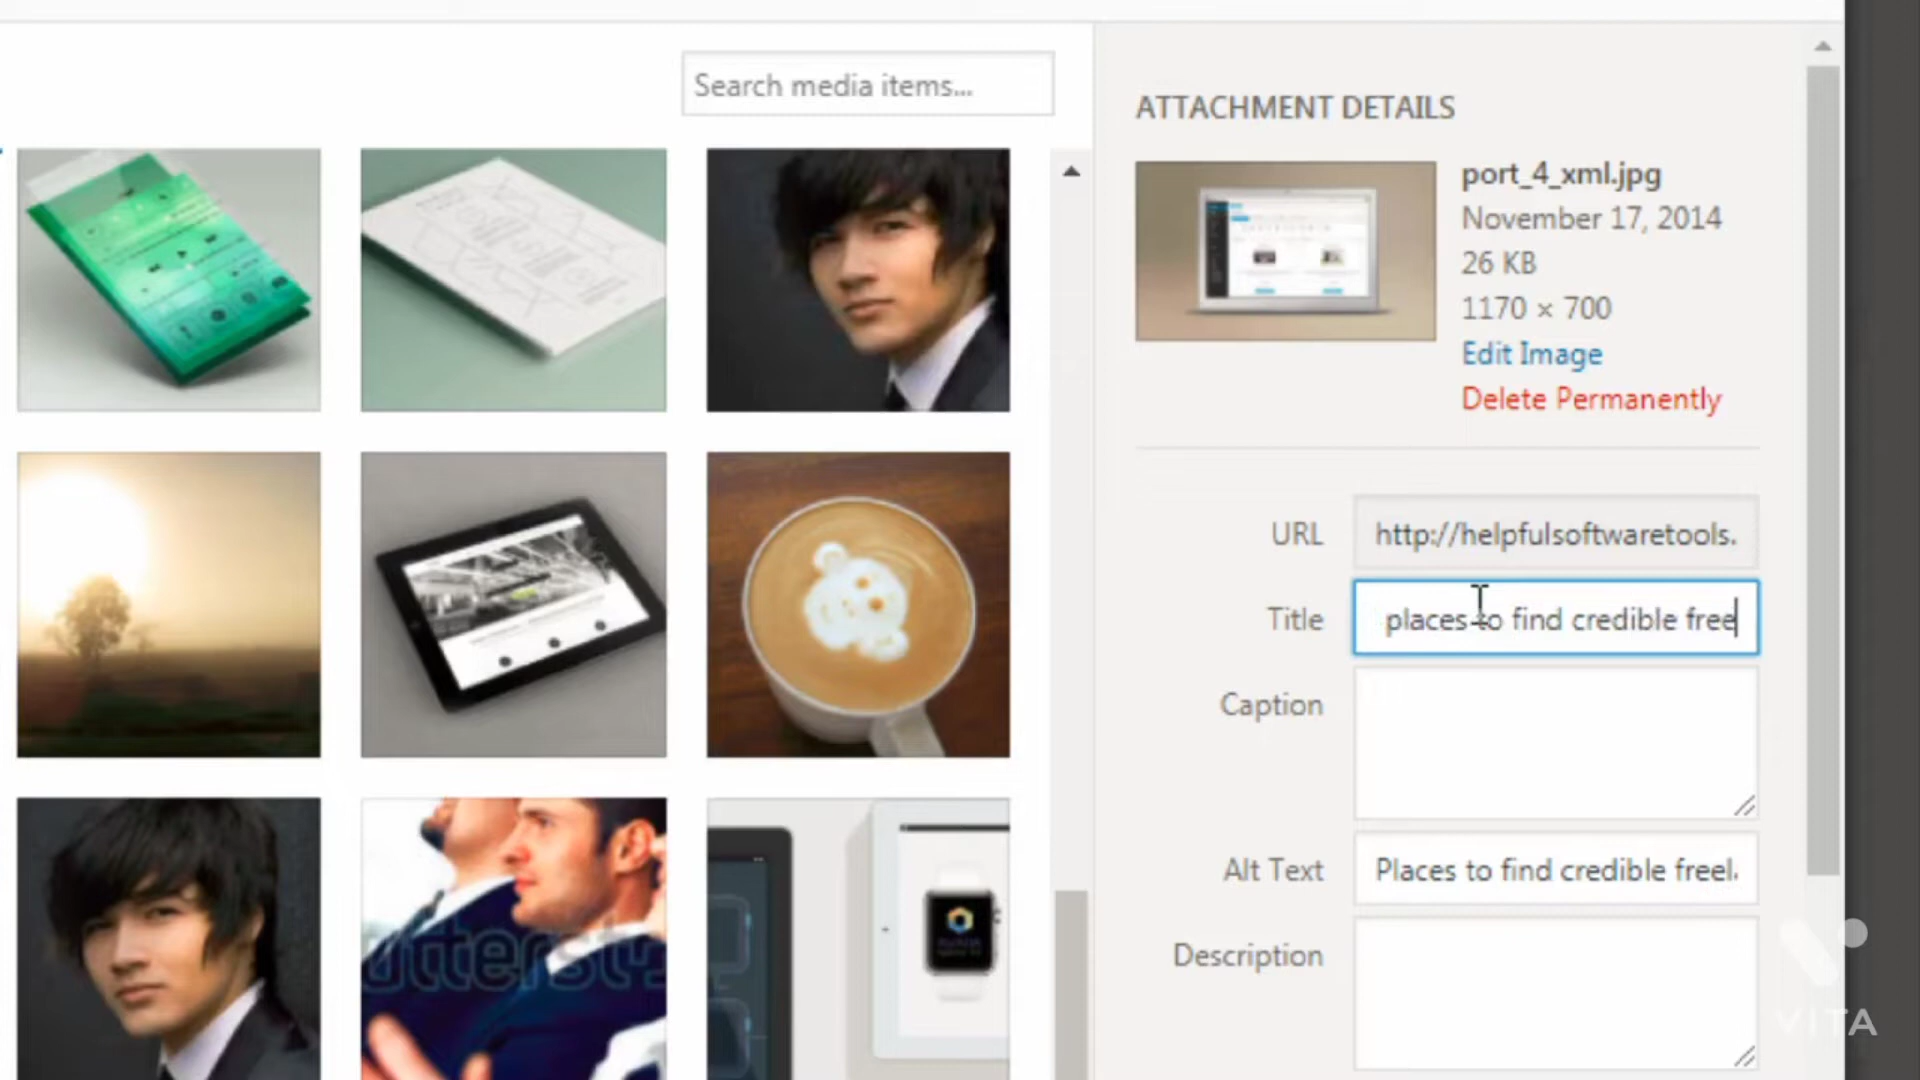 Search media items...
ATTACHMENT DETAILS
port_4_xml.jpg
November 17, 2014
26 KB
1170 × 700
Edit Image
Delete Permanently
URL http://helpfulsoftwaretools.
Title places to find credible free
Caption
Alt Text Places to find credible freel
Description
VITA